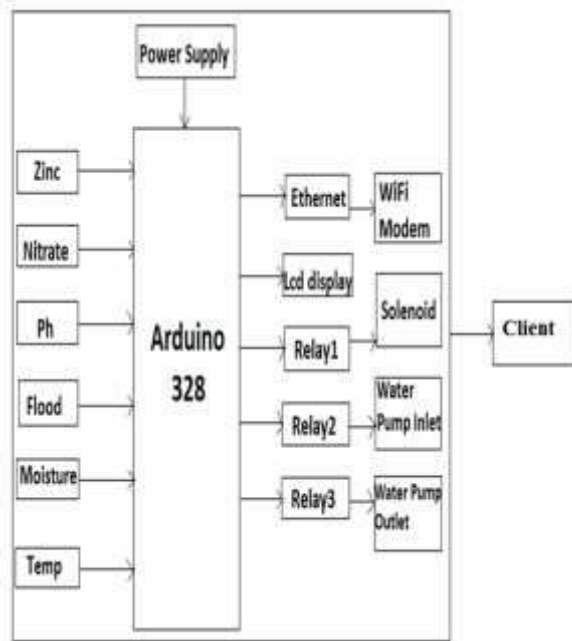 Power Supply
Zinc
Nitrate
Ph
Flood
Moisture
Temp
Arduino
328
Ethernet
Lcd display
Relay1
Relay2
Relay3
WiFi
Modem
Solenoid
Water
Pump Inlet
Water Pump
Outlet
Client